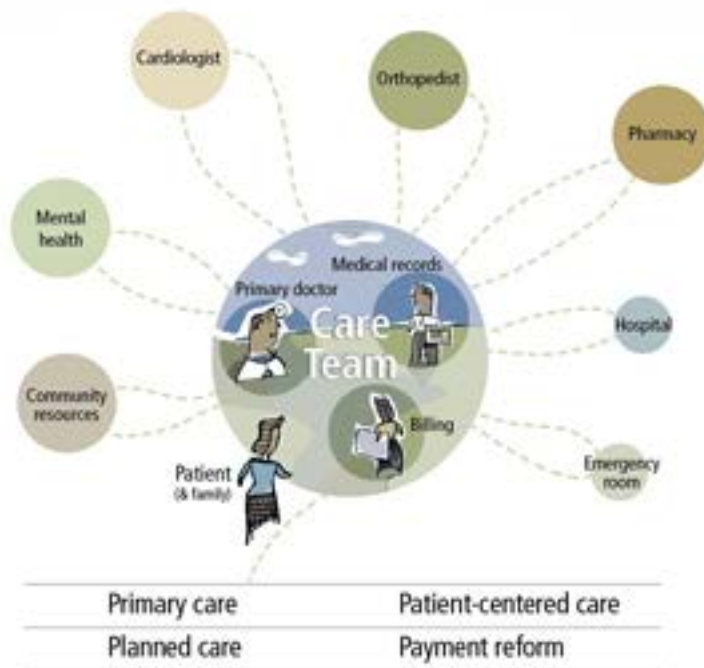 Cardiologist
Orthopedist
Pharmacy
Mental
health
Medical records
Primary doctor
Care
Team
Hospital
Community
resources
Billing
Patient
(& family)
Emergency
room
Primary care
Patient-centered care
Planned care
Payment reform